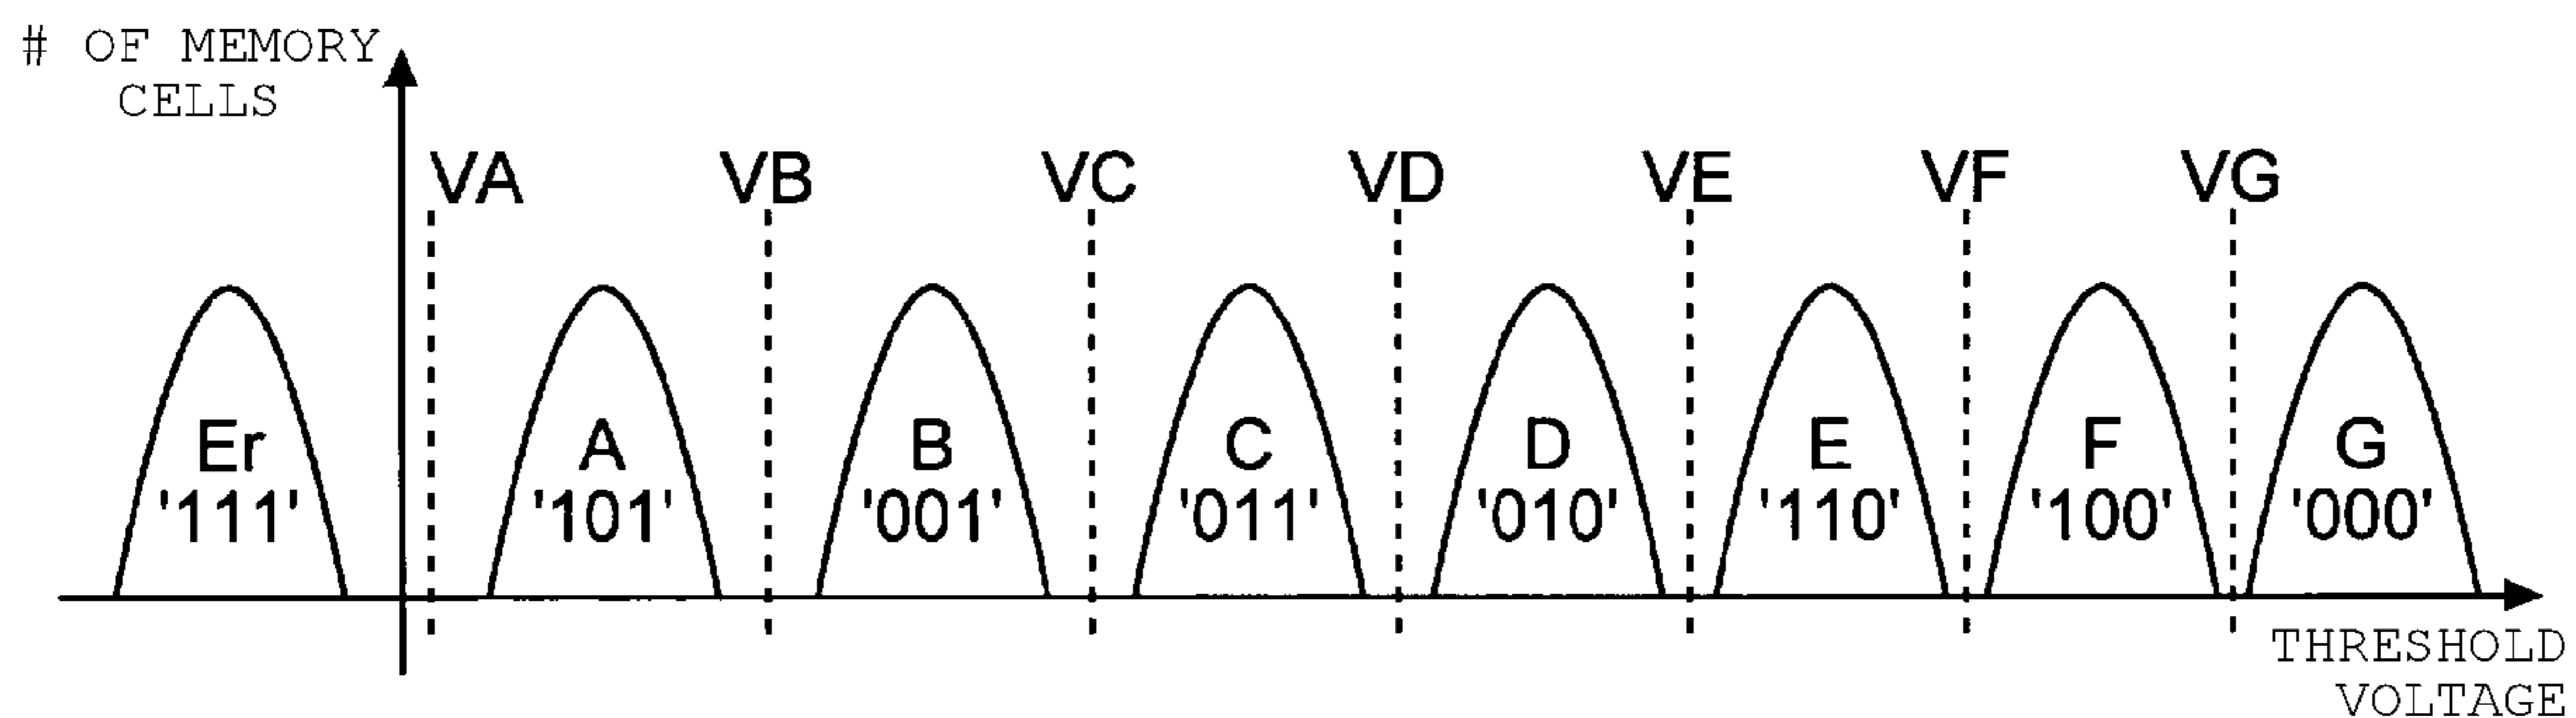 # OF MEMORY
CELLS
VA VB VC VD VE VF VG
Er A B C D E F G
'111' '101' '001' '011' '010' '110' '100' '000'
THRESHOLD
VOLTAGE